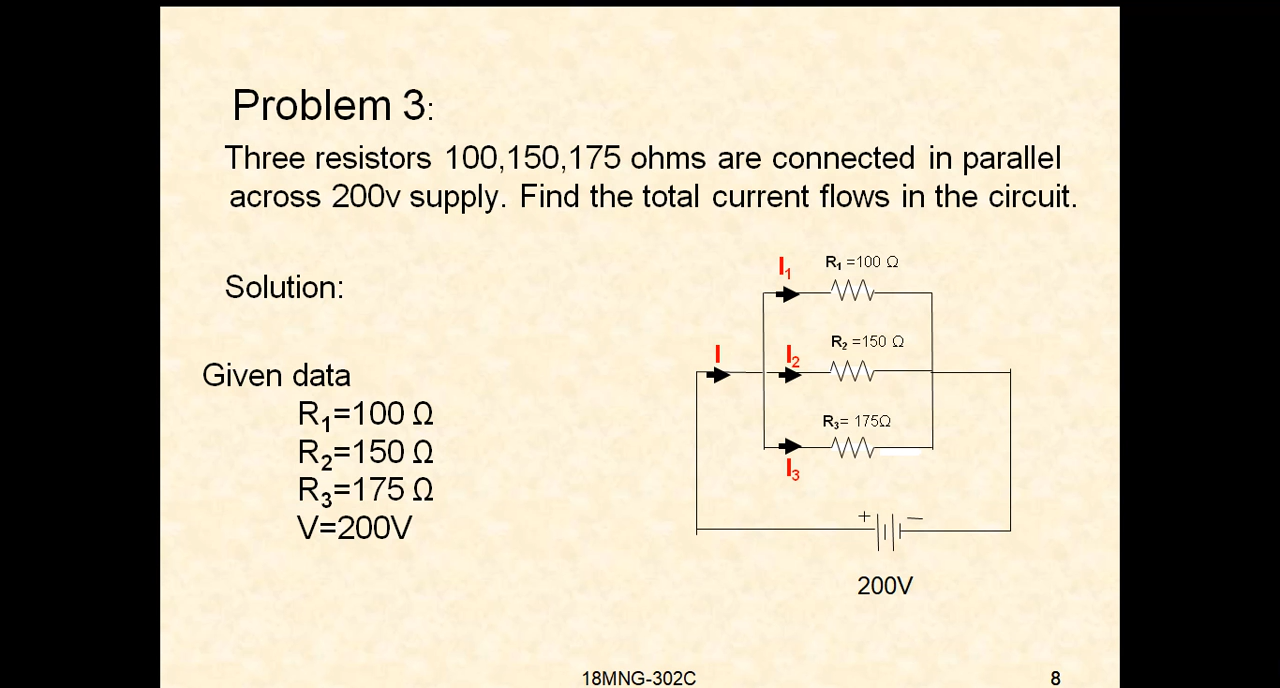 Problem 3:
Three resistors 100,150,175 ohms are connected in parallel
across 200v supply. Find the total current flows in the circuit.
Solution:
Given data
R₁=100 Ω
R₂=150 Ω
R₃=175 Ω
V=200V
I₁
R₁ =100 Ω
I
I₂
R₂ =150 Ω
R₃= 175Ω
I₃
+ −
200V
18MNG-302C
8